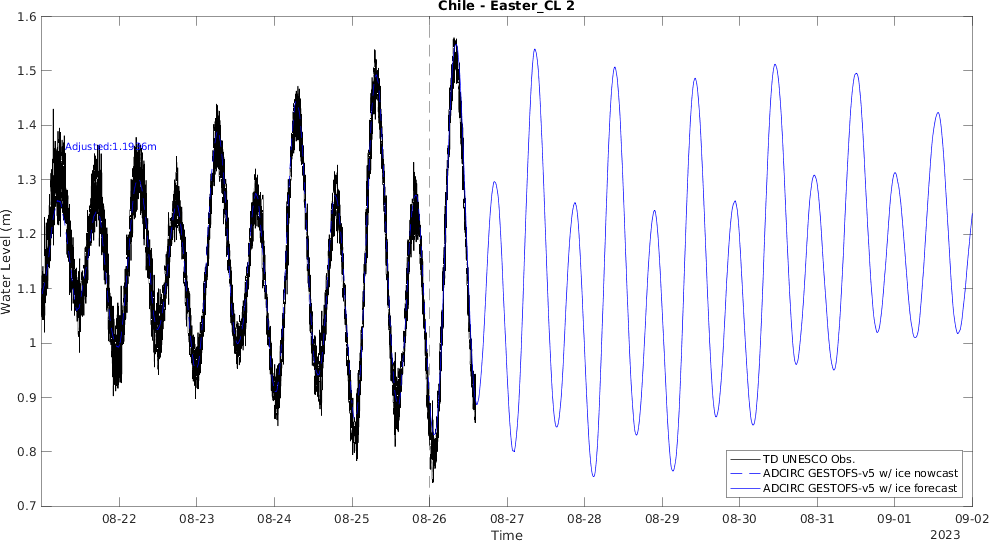 Chile - Easter_CL 2
1.6
1.5
1.4
1.3
1.2
1.1
1
0.9
0.8
0.7
Water Level (m)
TD UNESCO Obs.
ADCIRC GESTOFS-v5 w/ ice nowcast
ADCIRC GESTOFS-v5 w/ ice forecast
08-22 08-23 08-24 08-25 08-26 08-27 08-28 08-29 08-30 08-31 09-01 09-02
Time
2023